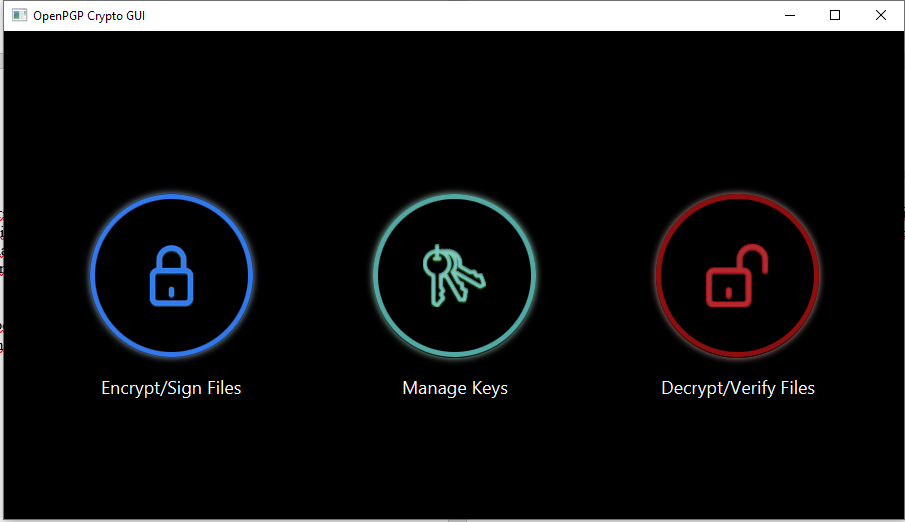 OpenPGP Crypto GUI
Encrypt/Sign Files
Manage Keys
Decrypt/Verify Files